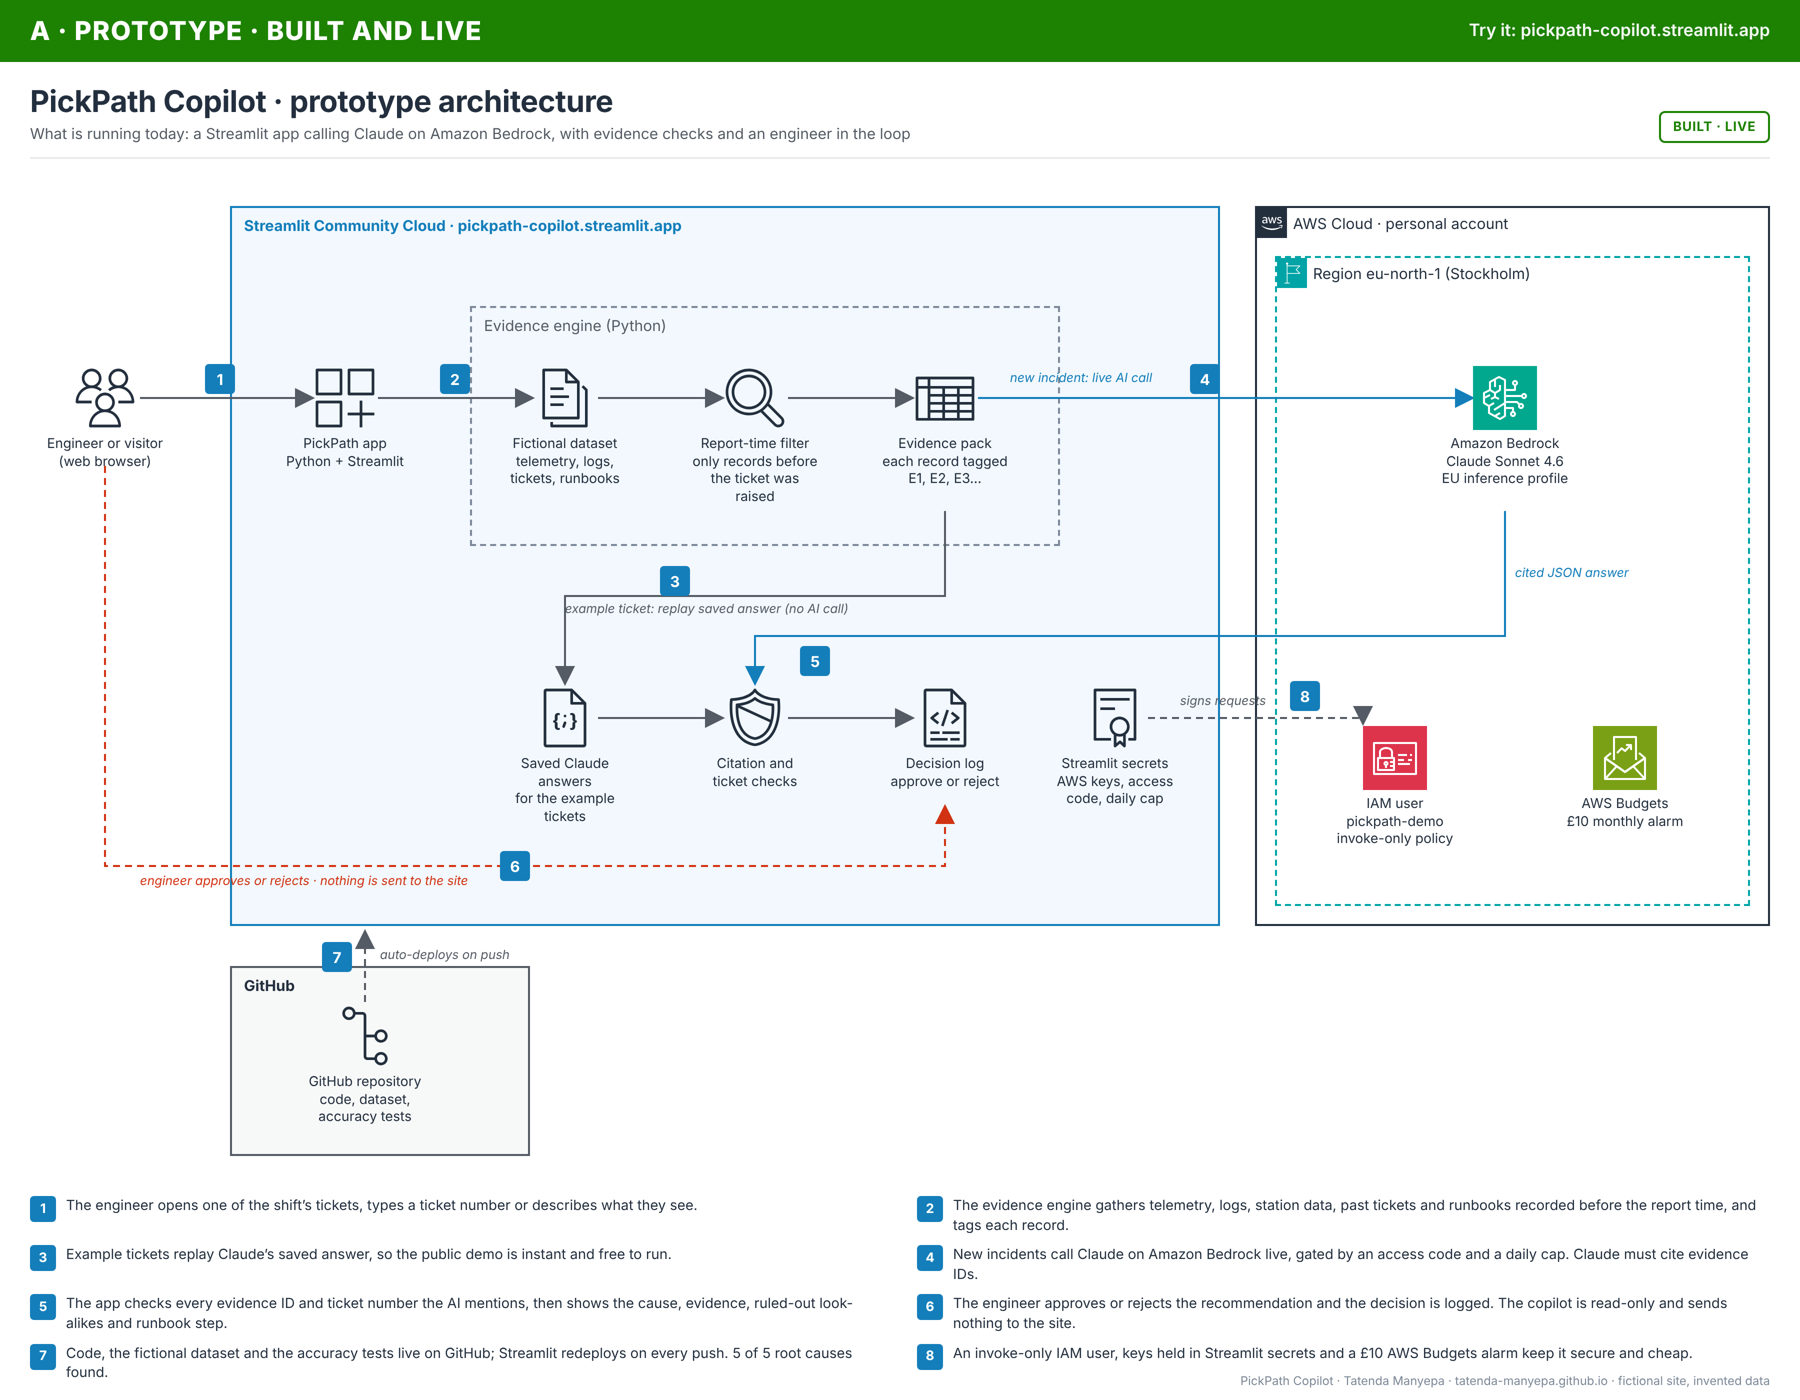 A · PROTOTYPE · BUILT AND LIVE
Try it: pickpath-copilot.streamlit.app
PickPath Copilot · prototype architecture
What is running today: a Streamlit app calling Claude on Amazon Bedrock, with evidence checks and an engineer in the loop
BUILT · LIVE
Streamlit Community Cloud · pickpath-copilot.streamlit.app
aws
AWS Cloud · personal account
Region eu-north-1 (Stockholm)
Evidence engine (Python)
1
2
new incident: live AI call
4
Engineer or visitor
(web browser)
PickPath app
Python + Streamlit
Fictional dataset
telemetry, logs,
tickets, runbooks
Report-time filter
only records before
the ticket was
raised
Evidence pack
each record tagged
E1, E2, E3...
Amazon Bedrock
Claude Sonnet 4.6
EU inference profile
3
example ticket: replay saved answer (no AI call)
cited JSON answer
5
signs requests
8
{;}
</>
Saved Claude
answers
for the example
tickets
Citation and
ticket checks
Decision log
approve or reject
Streamlit secrets
AWS keys, access
code, daily cap
IAM user
pickpath-demo
invoke-only policy
AWS Budgets
£10 monthly alarm
6
engineer approves or rejects · nothing is sent to the site
7
auto-deploys on push
GitHub
GitHub repository
code, dataset,
accuracy tests
1 The engineer opens one of the shift's tickets, types a ticket number or describes what they see.
2 The evidence engine gathers telemetry, logs, station data, past tickets and runbooks recorded before the report time, and
tags each record.
3 Example tickets replay Claude's saved answer, so the public demo is instant and free to run.
4 New incidents call Claude on Amazon Bedrock live, gated by an access code and a daily cap. Claude must cite evidence
IDs.
5 The app checks every evidence ID and ticket number the AI mentions, then shows the cause, evidence, ruled-out look-
alikes and runbook step.
6 The engineer approves or rejects the recommendation and the decision is logged. The copilot is read-only and sends
nothing to the site.
7 Code, the fictional dataset and the accuracy tests live on GitHub; Streamlit redeploys on every push. 5 of 5 root causes
found.
8 An invoke-only IAM user, keys held in Streamlit secrets and a £10 AWS Budgets alarm keep it secure and cheap.
PickPath Copilot · Tatenda Manyepa · tatenda-manyepa.github.io · fictional site, invented data